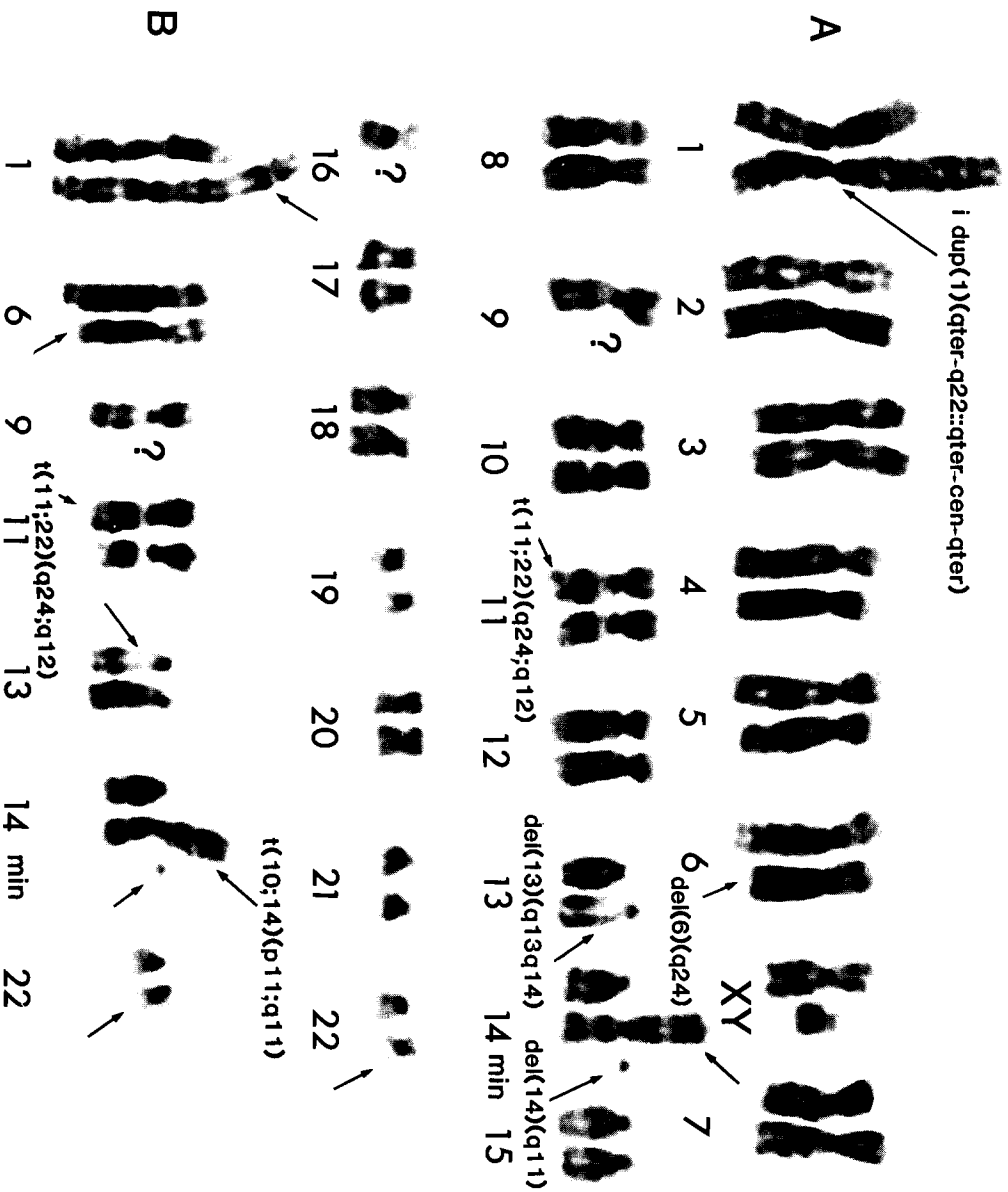 A
i dup(1)(qter-q22::qter-cen-qter)
1 2 3 4 5 6 XY 7
del(6)(q24)
t(11;22)(q24;q12) del(13)(q13q14) del(14)(q11)
8 9 ? 10 11 12 13 14 min 15
16 ? 17 18 19 20 21 22
B
t(10;14)(p11;q11)
?
t(11;22)(q24;q12)
1 6 9 11 13 14 min 22